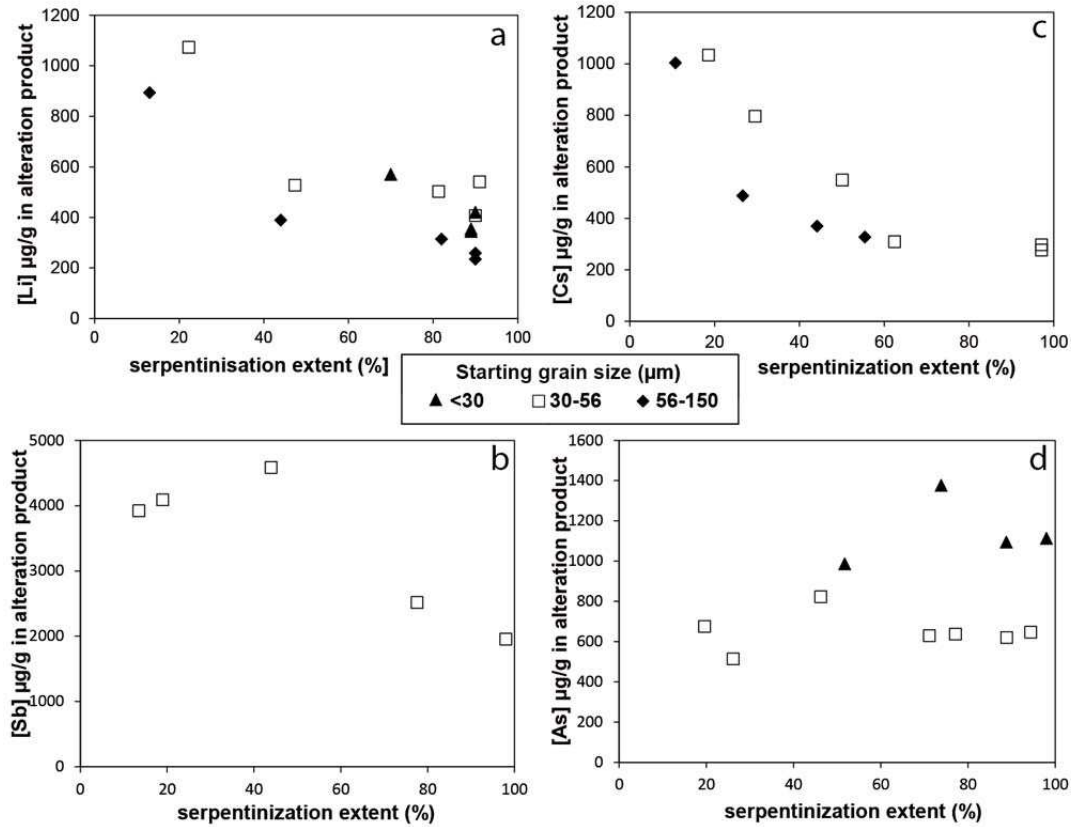 a
1200
1000
800
600
400
200
0
0 20 40 60 80 100
[Li] µg/g in alteration product
serpentinisation extent (%]
c
1200
1000
800
600
400
200
0
0 20 40 60 80 100
[Cs] µg/g in alteration product
serpentinization extent (%)
Starting grain size (µm)
<30 30-56 56-150
b
5000
4000
3000
2000
1000
0
0 20 40 60 80 100
[Sb] µg/g in alteration product
serpentinization extent (%)
d
1600
1400
1200
1000
800
600
400
200
0
0 20 40 60 80 100
[As] µg/g in alteration product
serpentinization extent (%)